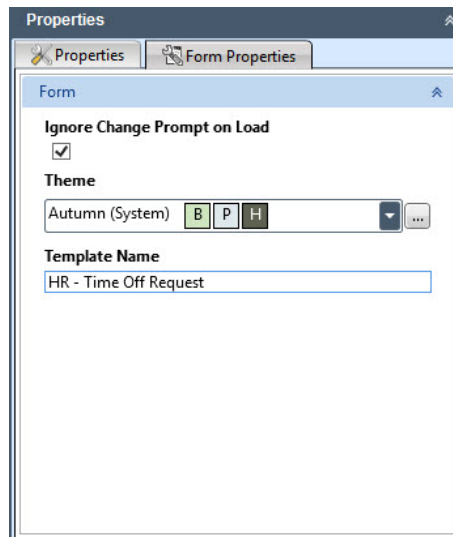 Properties
Properties
Form Properties
Form
Ignore Change Prompt on Load
Theme
Autumn (System) B P H
...
Template Name
HR - Time Off Request